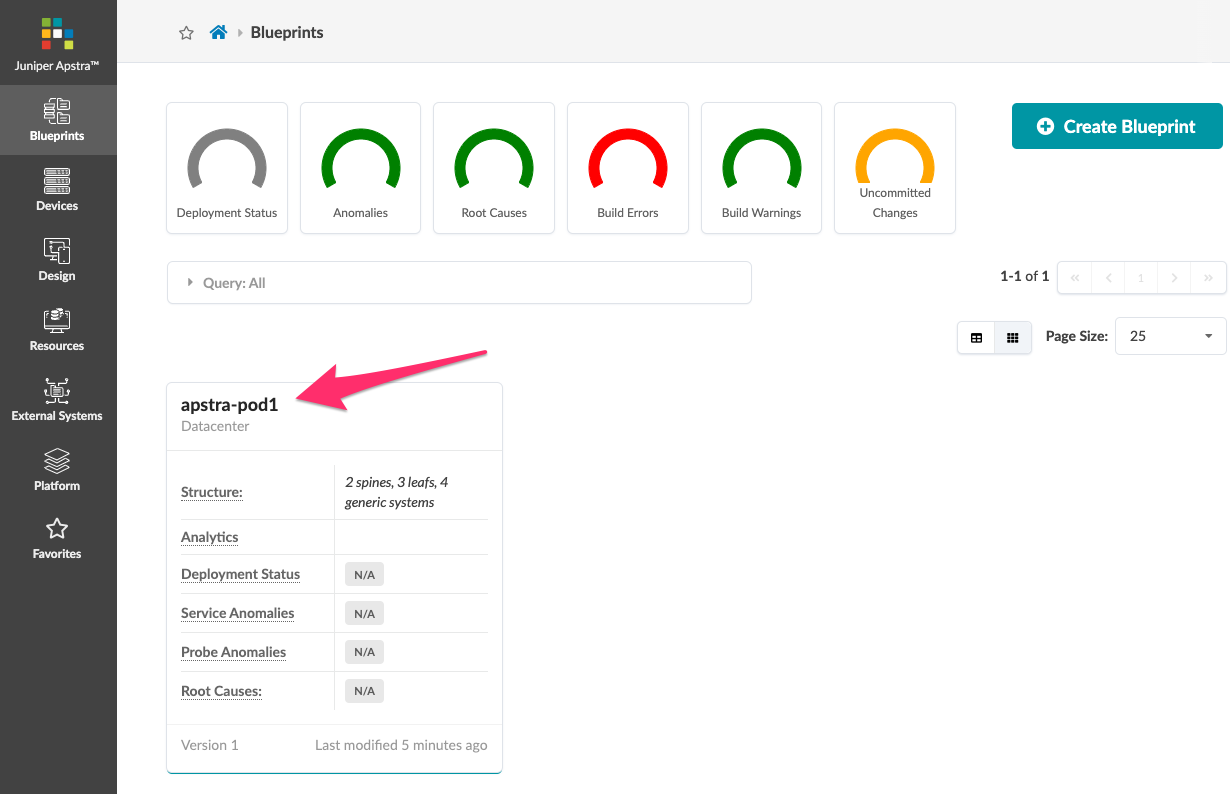 Juniper Apstra™
Blueprints
Devices
Design
Resources
External Systems
Platform
Favorites
Blueprints
Deployment Status
Anomalies
Root Causes
Build Errors
Build Warnings
Uncommitted
Changes
Create Blueprint
Query: All
1-1 of 1
« < 1 > »
Page Size: 25
apstra-pod1
Datacenter
Structure: 2 spines, 3 leafs, 4
generic systems
Analytics
Deployment Status N/A
Service Anomalies N/A
Probe Anomalies N/A
Root Causes: N/A
Version 1 Last modified 5 minutes ago